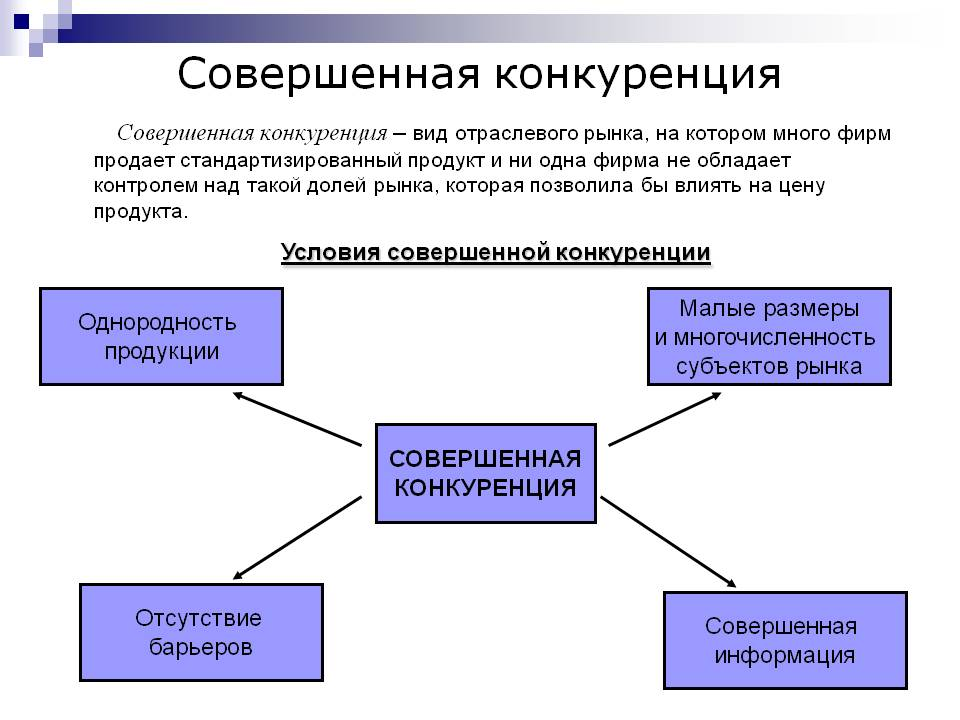 Совершенная конкуренция
Совершенная конкуренция – вид отраслевого рынка, на котором много фирм
продает стандартизированный продукт и ни одна фирма не обладает
контролем над такой долей рынка, которая позволила бы влиять на цену
продукта.
Условия совершенной конкуренции
Однородность
продукции
Малые размеры
и многочисленность
субъектов рынка
СОВЕРШЕННАЯ
КОНКУРЕНЦИЯ
Отсутствие
барьеров
Совершенная
информация